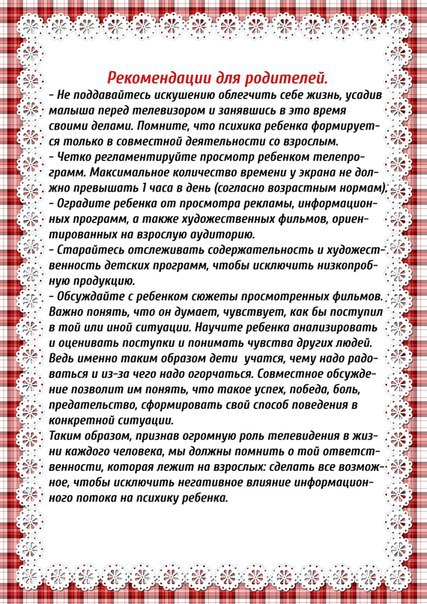 Рекомендации для родителей.
- Не поддавайтесь искушению облегчить себе жизнь, усадив
малыша перед телевизором и занявшись в это время
своими делами. Помните, что психика ребенка формирует-
ся только в совместной деятельности со взрослым.
- Четко регламентируйте просмотр ребенком телепро-
грамм. Максимальное количество времени у экрана не дол-
жно превышать 1 часа в день (согласно возрастным нормам).
- Оградите ребенка от просмотра рекламы, информацион-
ных программ, а также художественных фильмов, ориен-
тированных на взрослую аудиторию.
- Старайтесь отслеживать содержательность и художест-
венность детских программ, чтобы исключить низкопроб-
ную продукцию.
- Обсуждайте с ребенком сюжеты просмотренных фильмов.
Важно понять, что он думает, чувствует, как бы поступил
в той или иной ситуации. Научите ребенка анализировать
и оценивать поступки и понимать чувства других людей.
Ведь именно таким образом дети учатся, чему надо радо-
ваться и из-за чего надо огорчаться. Совместное обсужде-
ние позволит им понять, что такое успех, победа, боль,
предательство, сформировать свой способ поведения в
конкретной ситуации.
Таким образом, признав огромную роль телевидения в жиз-
ни каждого человека, мы должны помнить о той ответст-
венности, которая лежит на взрослых: сделать все возмож-
ное, чтобы исключить негативное влияние информацион-
ного потока на психику ребенка.